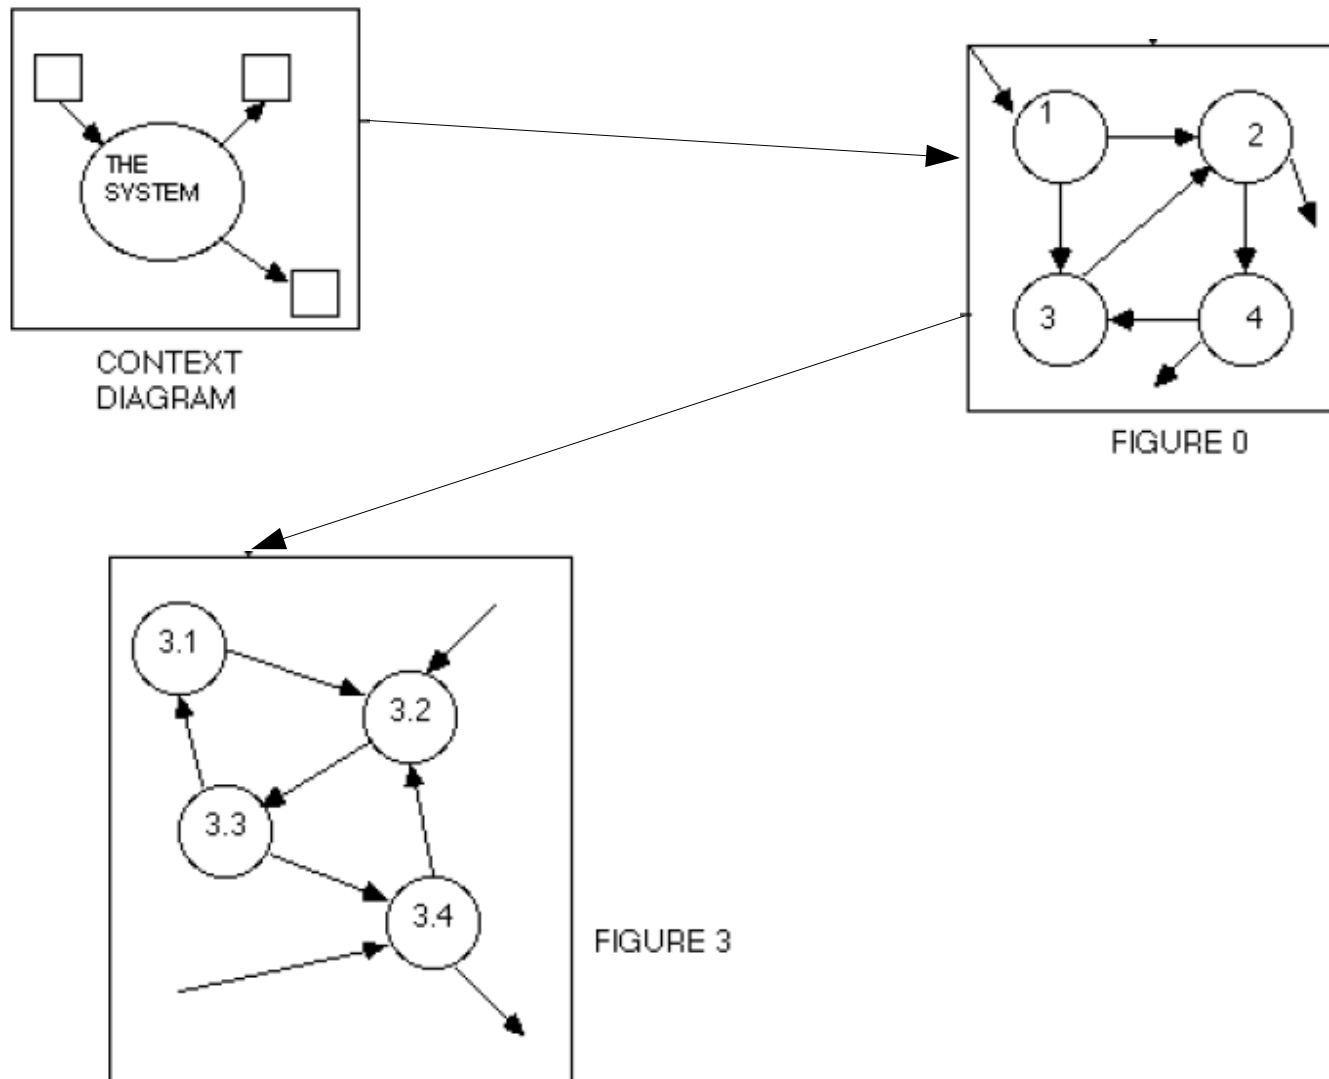 THE
SYSTEM
CONTEXT
DIAGRAM
1
2
3
4
FIGURE 0
3.1
3.2
3.3
3.4
FIGURE 3